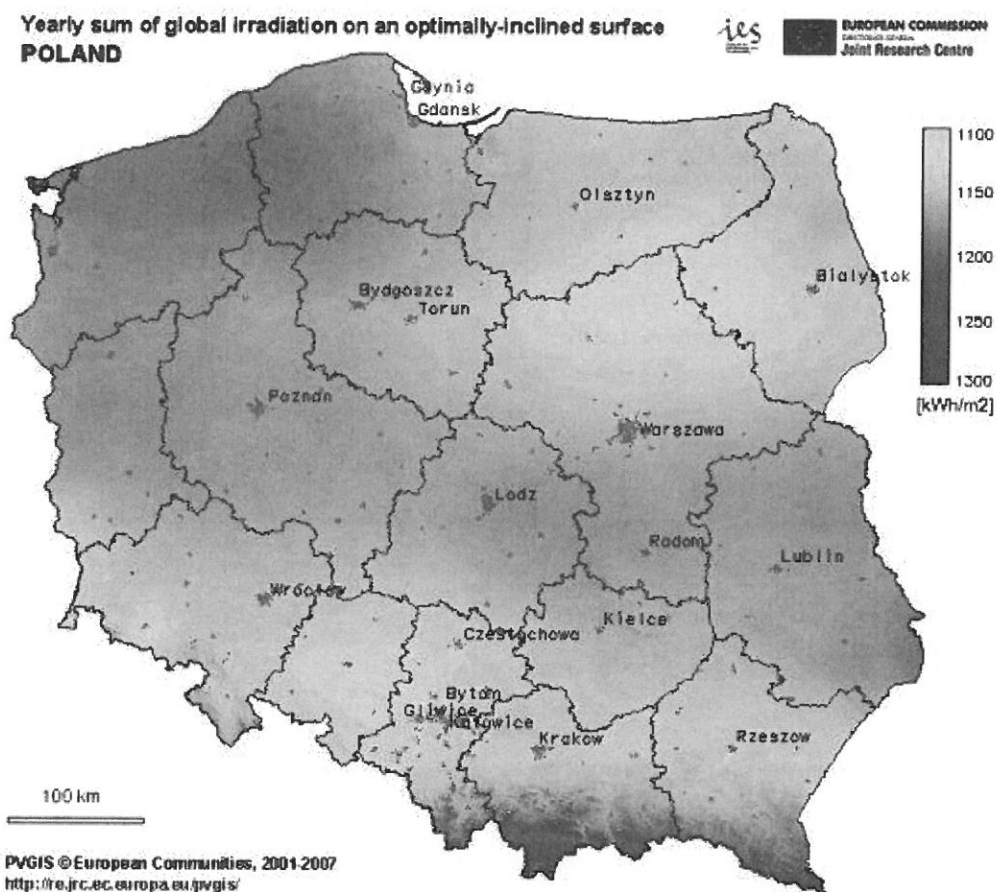 Yearly sum of global irradiation on an optimally-inclined surface
POLAND
ies
EUROPEAN COMMISSION
Joint Research Centre
Gdynia
Gdansk
Olsztyn
Bialystok
Bydgoszcz
Torun
Poznan
Warszawa
Lodz
Radom
Lublin
Wroclaw
Kielce
Czestochowa
Bytom
Gliwice
Katowice
Krakow
Rzeszow
1100
1150
1200
1250
1300
[kWh/m2]
100 km
PVGIS © European Communities, 2001-2007
http://re.jrc.ec.europa.eu/pvgis/